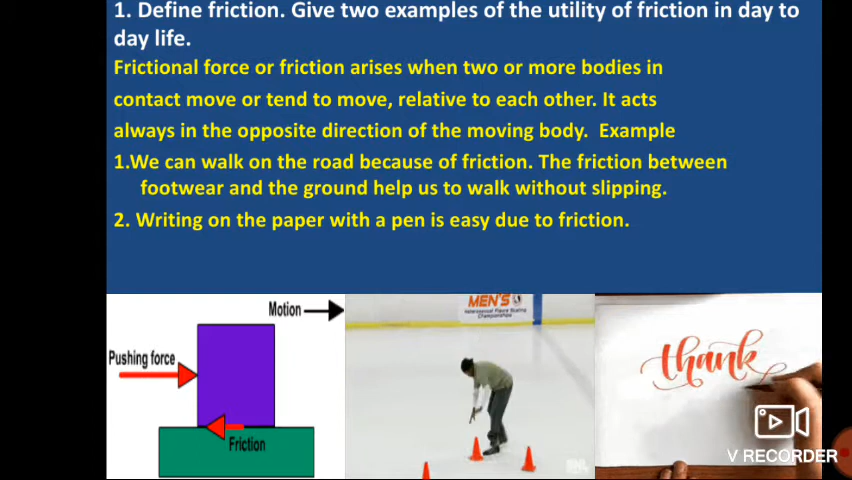 1. Define friction. Give two examples of the utility of friction in day to
day life.
Frictional force or friction arises when two or more bodies in
contact move or tend to move, relative to each other. It acts
always in the opposite direction of the moving body.  Example
1.We can walk on the road because of friction. The friction between
footwear and the ground help us to walk without slipping.
2. Writing on the paper with a pen is easy due to friction.
Motion
Pushing force
Friction
MEN'S
Championships
thank
V RECORDER